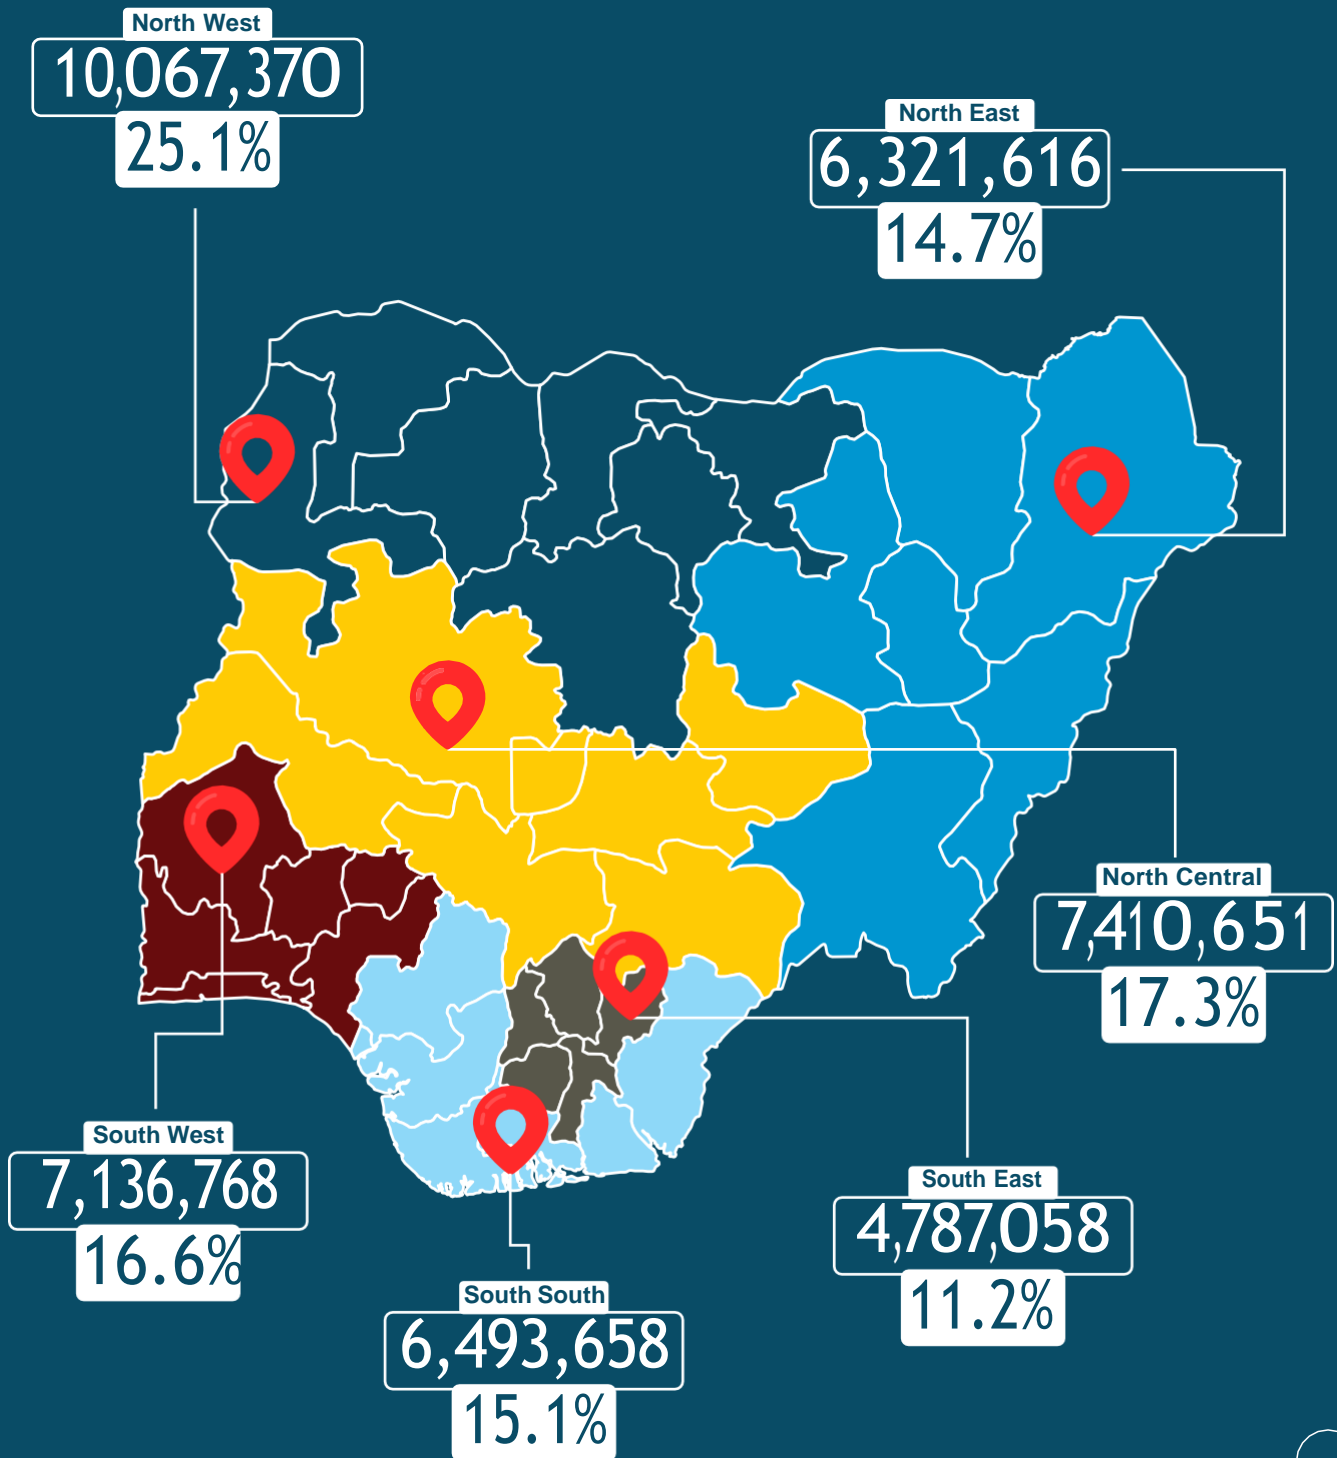 North West
10,067,370
25.1%
North East
6,321,616
14.7%
North Central
7,410,651
17.3%
South West
7,136,768
16.6%
South East
4,787,058
11.2%
South South
6,493,658
15.1%